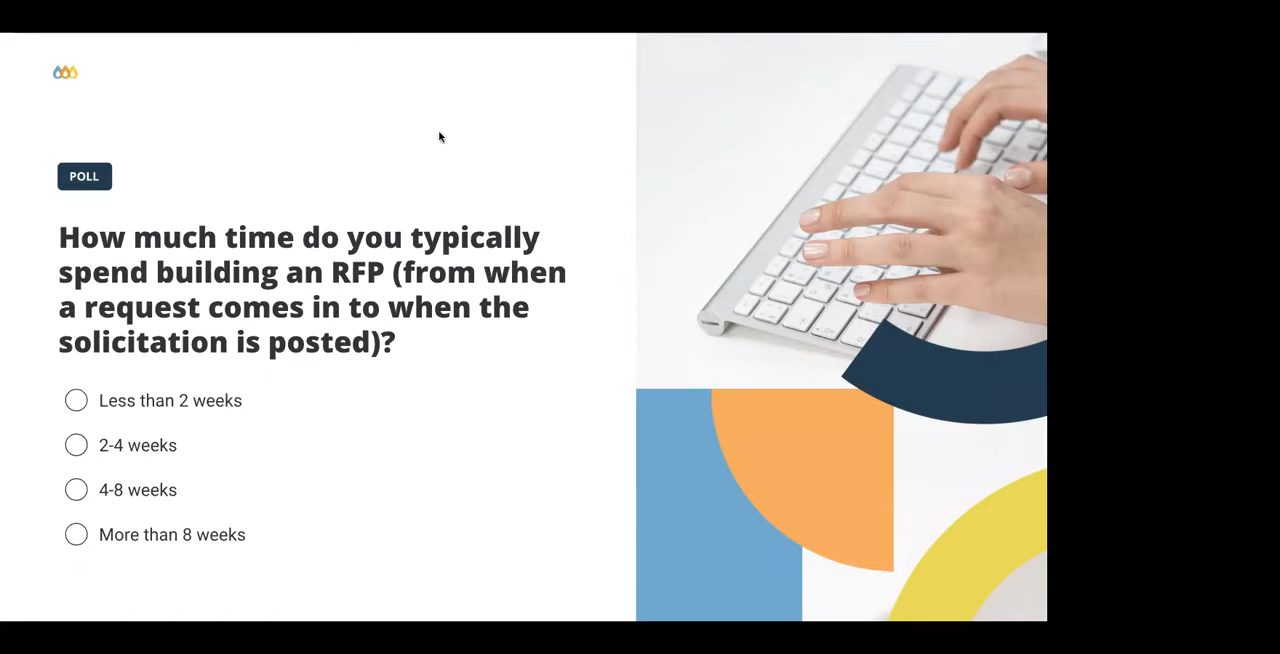 POLL
How much time do you typically
spend building an RFP (from when
a request comes in to when the
solicitation is posted)?
Less than 2 weeks
2-4 weeks
4-8 weeks
More than 8 weeks